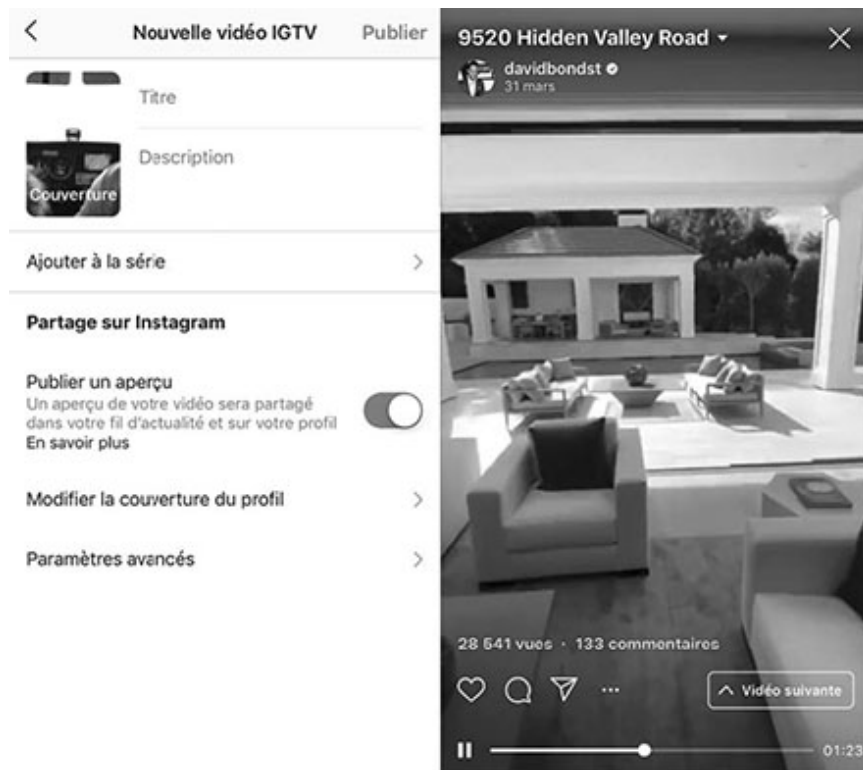 Nouvelle vidéo IGTV
Publier
Titre
Description
Couverture
Ajouter à la série
Partage sur Instagram
Publier un aperçu
Un aperçu de votre vidéo sera partagé
dans votre fil d'actualité et sur votre profil
En savoir plus
Modifier la couverture du profil
Paramètres avancés
9520 Hidden Valley Road
davidbondst
31 mars
28 541 vues · 133 commentaires
... Vidéo suivante
01:23